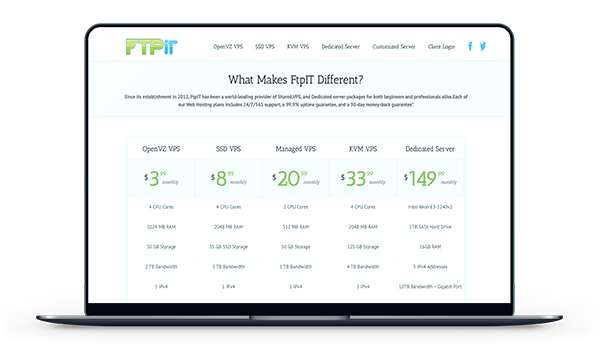 FTPIT
OpenVZ VPS SSD VPS KVM VPS Dedicated Server Customized Server Client Login
What Makes FtpIT Different?
Since its establishment in 2012, FtpIT has been a world-leading provider of Shared,VPS, and Dedicated server packages for both beginners and professionals alike.Each of
our Web Hosting plans includes 24/7/365 support, a 99.9% uptime guarantee, and a 30-day money-back guarantee*.
OpenVZ VPS SSD VPS Managed VPS KVM VPS Dedicated Server
$3.99 monthly $8.99 monthly $20.99 monthly $33.99 monthly $149.99 monthly
4 CPU Cores 4 CPU Cores 2 CPU Cores 4 CPU Cores Intel Xeon E3-1240v2
1024 MB RAM 2048 MB RAM 512 MB RAM 2048 MB RAM 1TB SATA Hard Drive
50 GB Storage 35 GB SSD Storage 50 GB Storage 125 GB Storage 16GB RAM
2 TB Bandwidth 3 TB Bandwidth 1 TB Bandwidth 4 TB Bandwidth 5 IPv4 Addresses
1 IPv4 1 IPv4 1 IPv4 1 IPv4 10TB Bandwidth – Gigabit Port